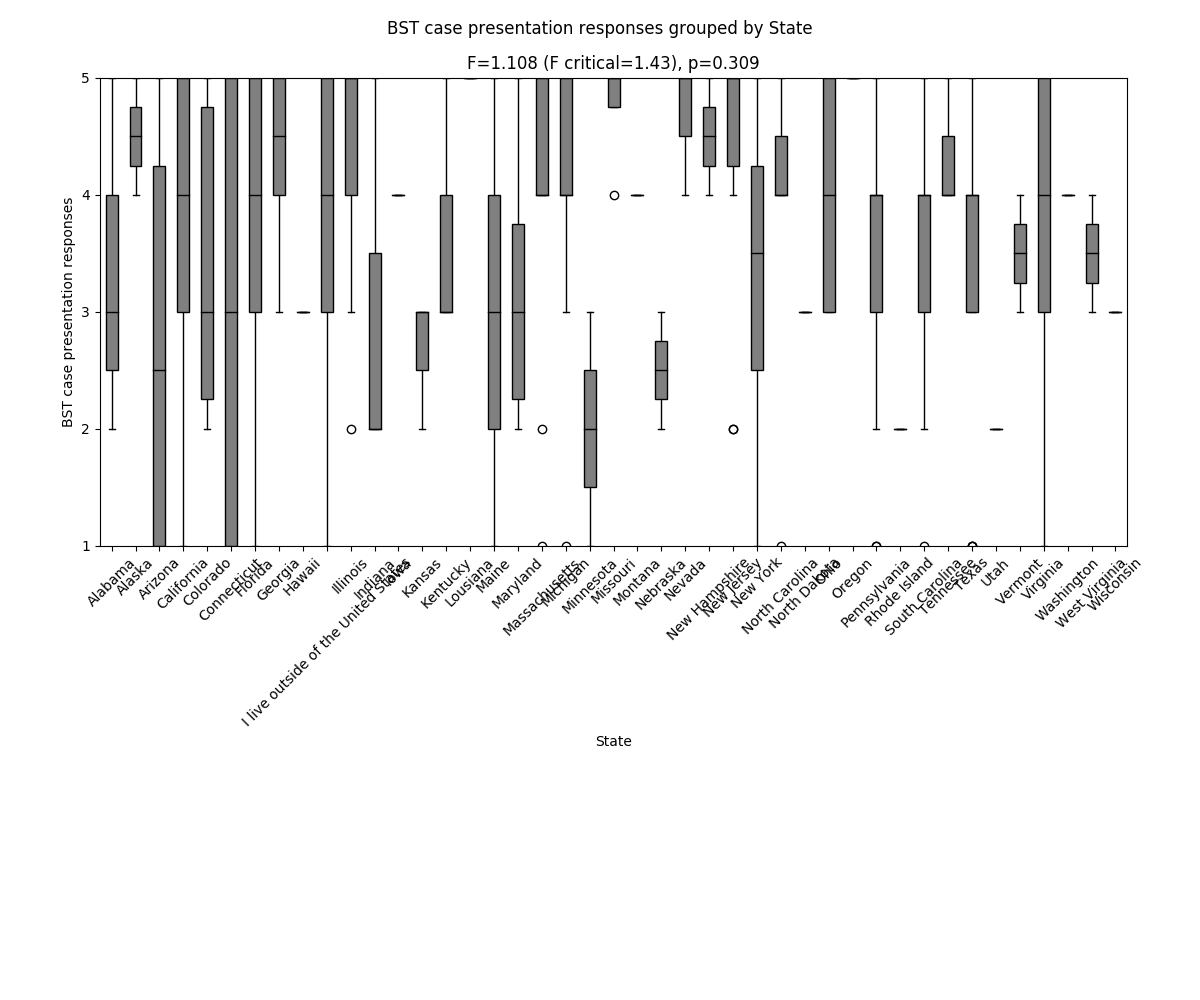 BST case presentation responses grouped by State
F=1.108 (F critical=1.43), p=0.309
BST case presentation responses
5
4
3
2
1
Alabama
Alaska
Arizona
California
Colorado
Connecticut
Florida
Georgia
Hawaii
I live outside of the United States
Illinois
Indiana
Iowa
Kansas
Kentucky
Lousiana
Maine
Maryland
Massachusetts
Michigan
Minnesota
Missouri
Montana
Nebraska
Nevada
New Hampshire
New Jersey
New York
North Carolina
North Dakota
Ohio
Oregon
Pennsylvania
Rhode Island
South Carolina
Tennessee
Texas
Utah
Vermont
Virginia
Washington
West Virginia
Wisconsin
State